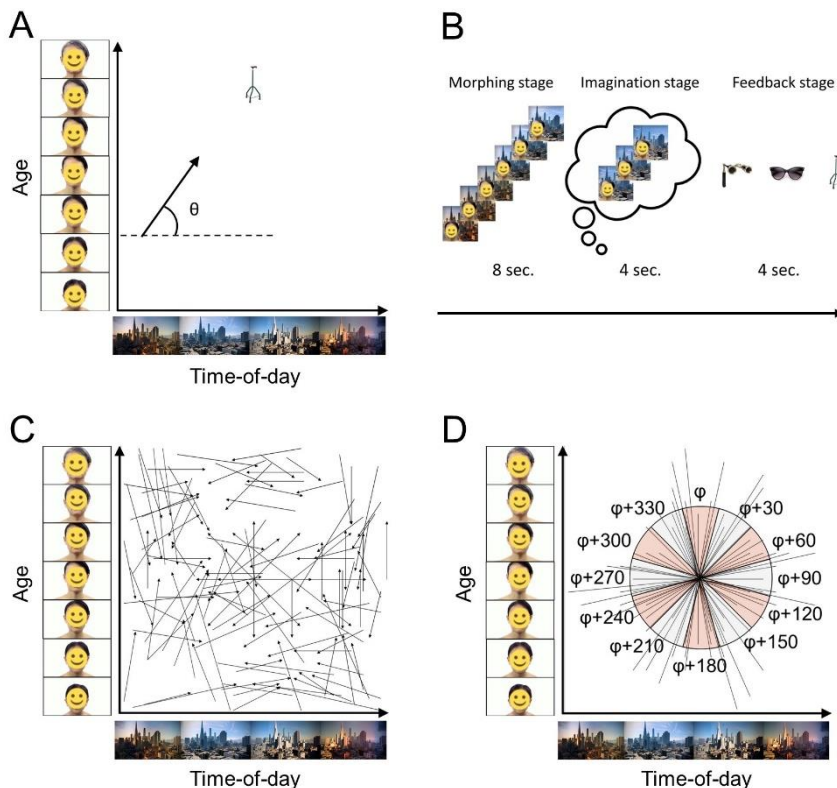 A
Age
θ
Time-of-day
B
Morphing stage
Imagination stage
Feedback stage
8 sec.
4 sec.
4 sec.
C
Age
Time-of-day
D
Age
φ
φ+330
φ+30
φ+300
φ+60
φ+270
φ+90
φ+240
φ+120
φ+210
φ+150
φ+180
Time-of-day